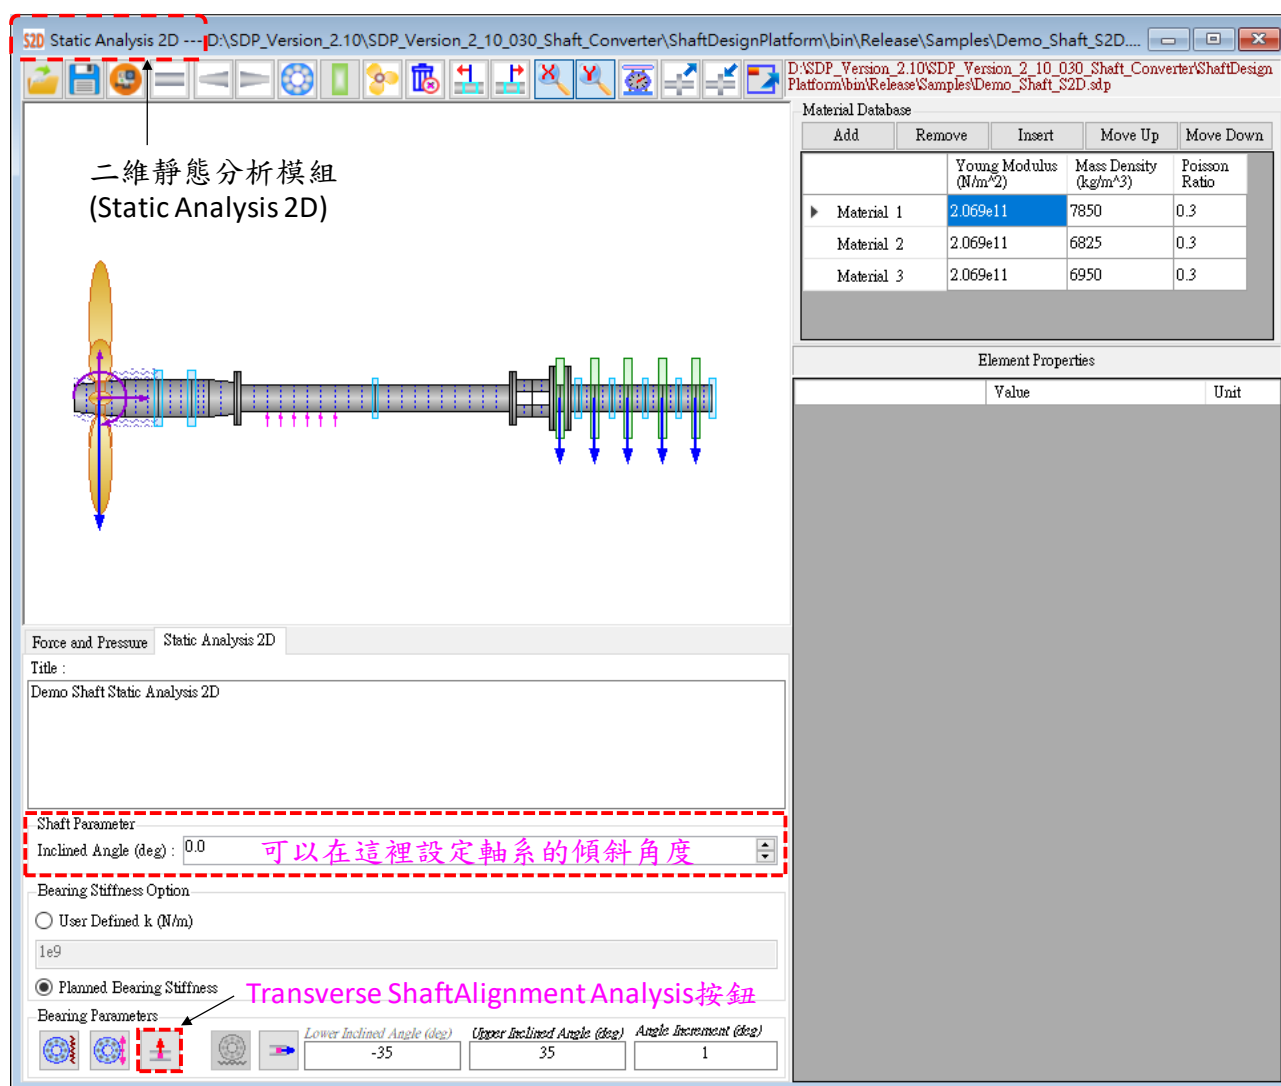 S2D Static Analysis 2D ---D:\SDP_Version_2.10\SDP_Version_2_10_030_Shaft_Converter\ShaftDesignPlatform\bin\Release\Samples\Demo_Shaft_S2D....
D:\SDP_Version_2.10\SDP_Version_2_10_030_Shaft_Converter\ShaftDesign
Platform\bin\Release\Samples\Demo_Shaft_S2D.sdp
二維靜態分析模組
(Static Analysis 2D)
Material Database
Add Remove Insert Move Up Move Down
Young Modulus (N/m^2) Mass Density (kg/m^3) Poisson Ratio
Material 1 2.069e11 7850 0.3
Material 2 2.069e11 6825 0.3
Material 3 2.069e11 6950 0.3
Element Properties
Value Unit
Force and Pressure Static Analysis 2D
Title :
Demo Shaft Static Analysis 2D
Shaft Parameter
Inclined Angle (deg) : 0.0 可以在這裡設定軸系的傾斜角度
Bearing Stiffness Option
User Defined k (N/m)
1e9
Planned Bearing Stiffness
Transverse ShaftAlignment Analysis按鈕
Bearing Parameters
Lower Inclined Angle (deg) Upper Inclined Angle (deg) Angle Increment (deg)
-35 35 1